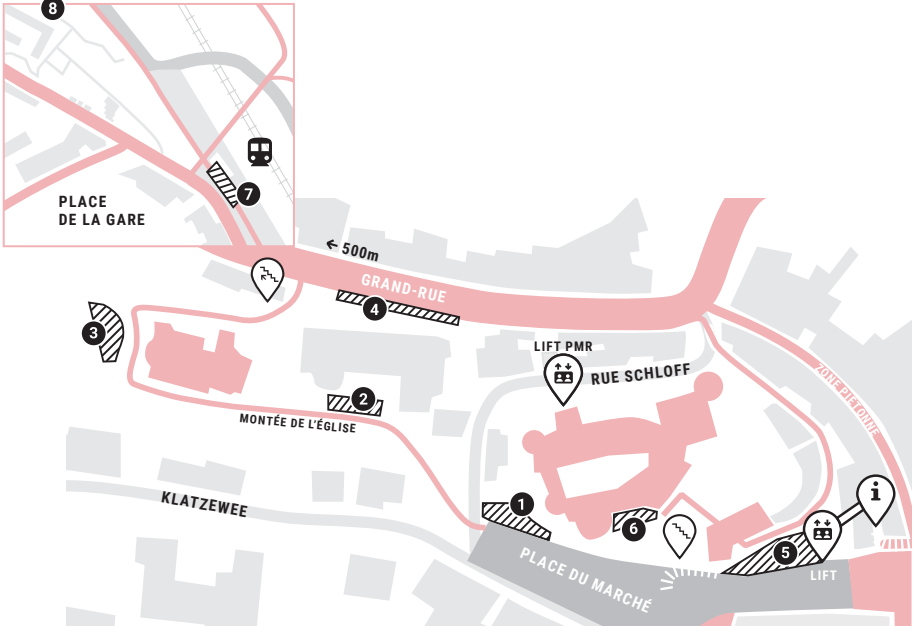 8
7
PLACE
DE LA GARE
← 500m
GRAND-RUE
4
3
LIFT PMR
RUE SCHLOFF
ZONE PIÉTONNE
2
MONTÉE DE L'ÉGLISE
KLATZEWEE
1
6
i
5
PLACE DU MARCHÉ
LIFT